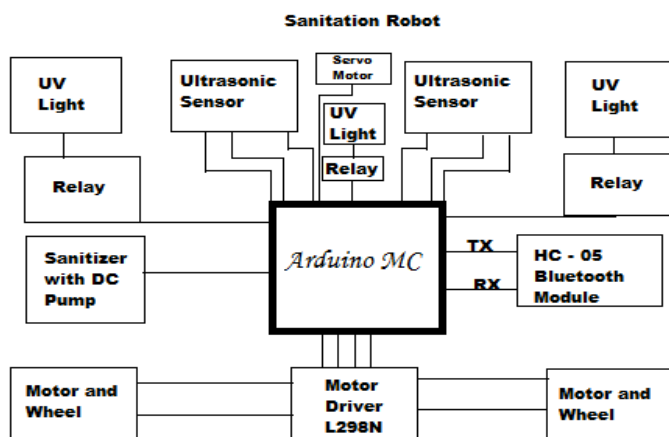 Sanitation Robot
UV
Light
Ultrasonic
Sensor
Servo
Motor
Ultrasonic
Sensor
UV
Light
UV
Light
Relay
Relay
Relay
Arduino MC
Sanitizer
with DC
Pump
TX
RX
HC - 05
Bluetooth
Module
Motor and
Wheel
Motor
Driver
L298N
Motor and
Wheel